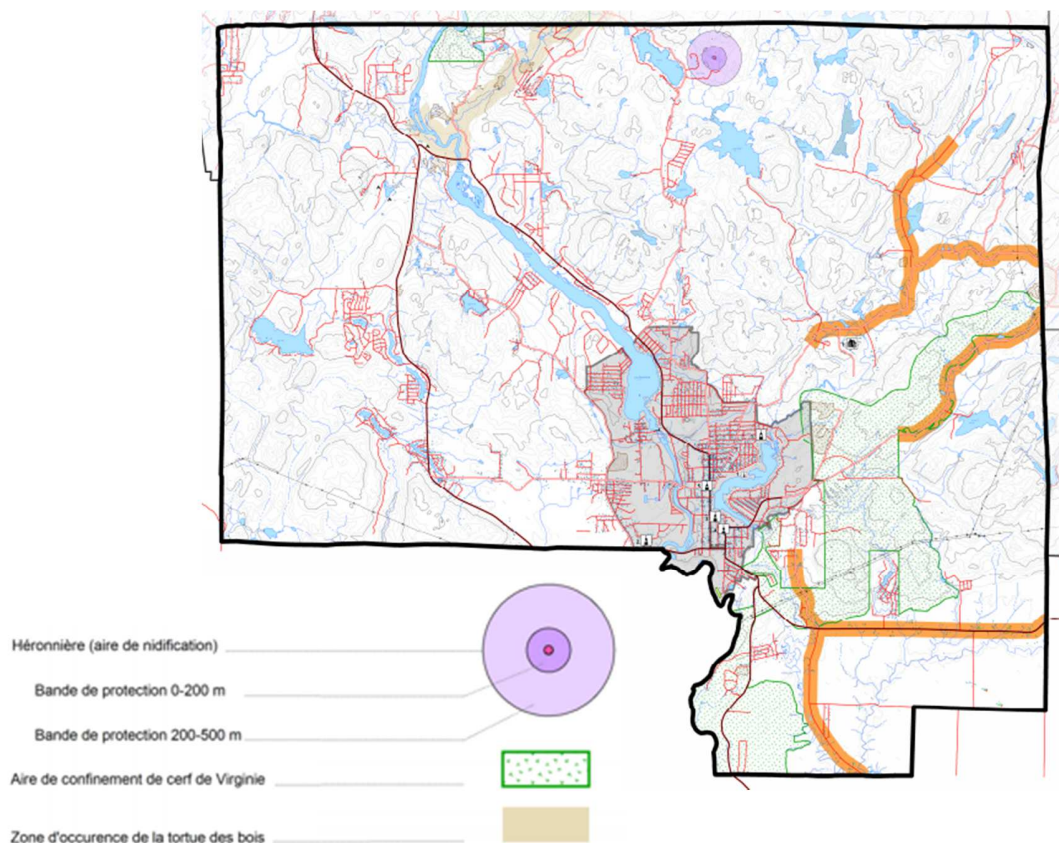 Héronnière (aire de nidification)
Bande de protection 0-200 m
Bande de protection 200-500 m
Aire de confinement de cerf de Virginie
Zone d'occurence de la tortue des bois